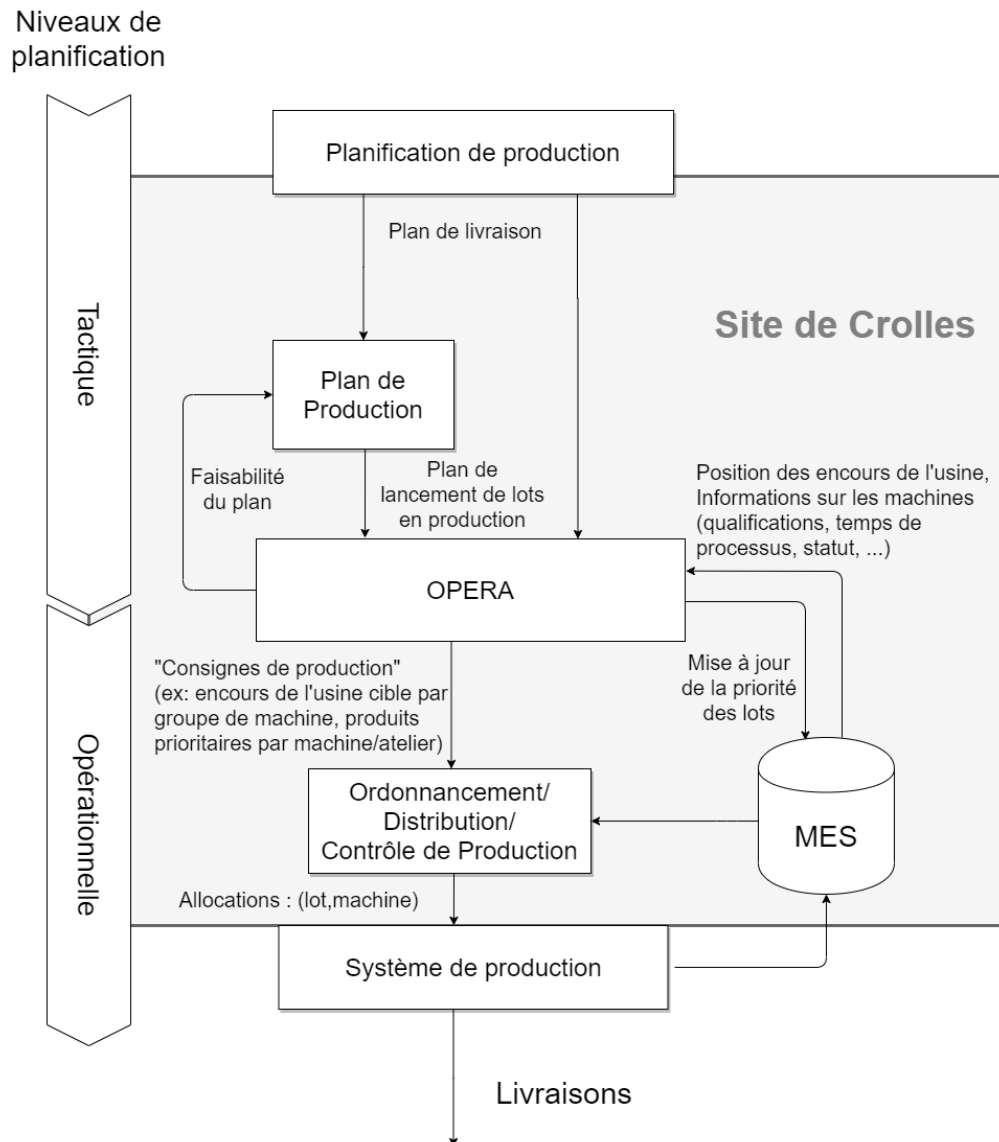 Niveaux de
planification
Planification de production
Plan de livraison
Tactique
Site de Crolles
Plan de
Production
Faisabilité
du plan
Plan de
lancement de lots
en production
Position des encours de l'usine,
Informations sur les machines
(qualifications, temps de
processus, statut, ...)
OPERA
"Consignes de production"
(ex: encours de l'usine cible par
groupe de machine, produits
prioritaires par machine/atelier)
Mise à jour
de la priorité
des lots
Opérationnelle
Ordonnancement/
Distribution/
Contrôle de Production
MES
Allocations : (lot,machine)
Système de production
Livraisons